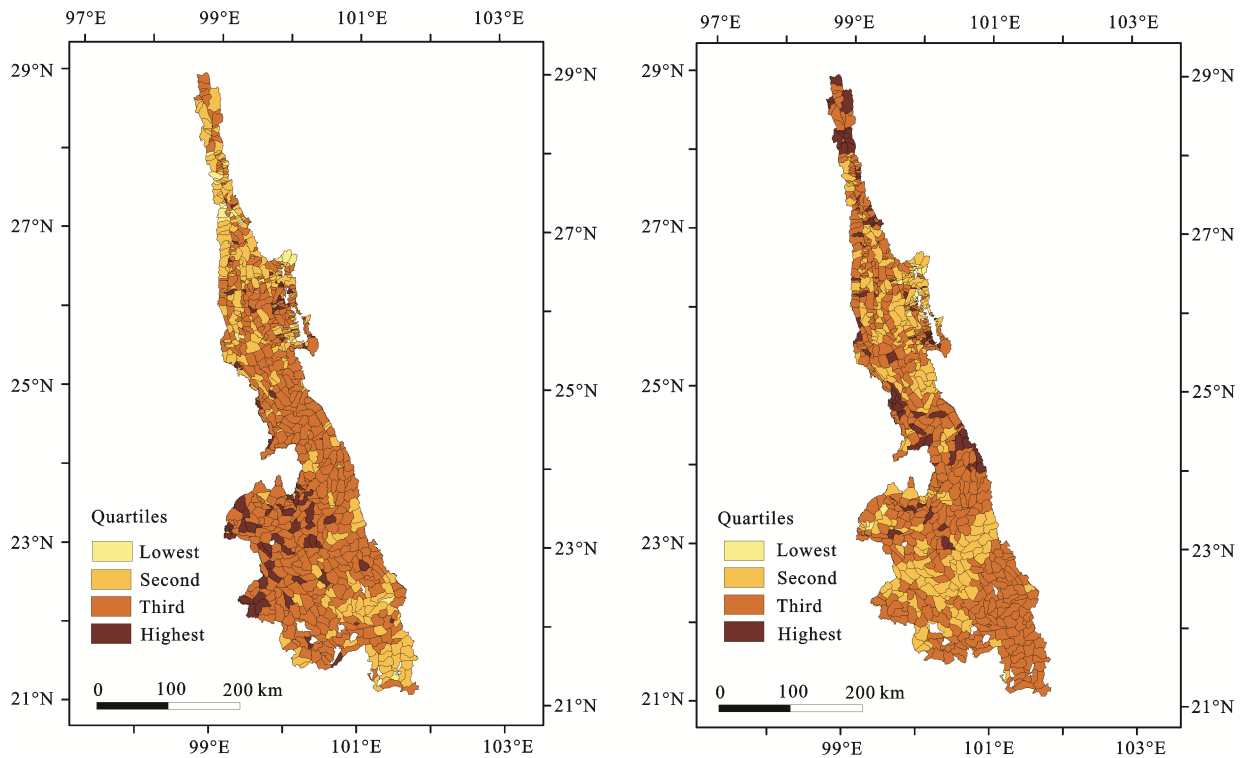 97°E 99°E 101°E 103°E
29°N 29°N
27°N 27°N
25°N 25°N
23°N 23°N
21°N 21°N
Quartiles
Lowest
Second
Third
Highest
0 100 200 km
99°E 101°E 103°E
97°E 99°E 101°E 103°E
29°N 29°N
27°N 27°N
25°N 25°N
23°N 23°N
21°N 21°N
Quartiles
Lowest
Second
Third
Highest
0 100 200 km
99°E 101°E 103°E